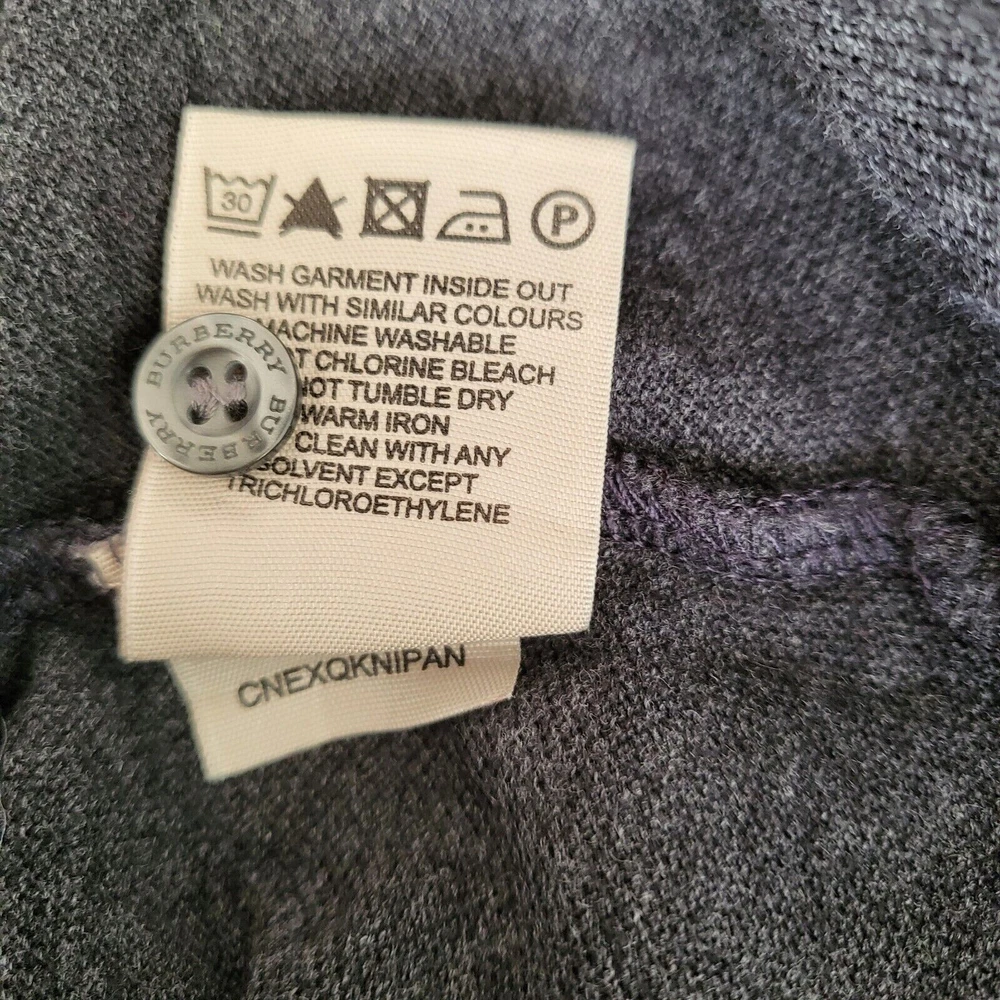 30
P
WASH GARMENT INSIDE OUT
WASH WITH SIMILAR COLOURS
MACHINE WASHABLE
CHLORINE BLEACH
TUMBLE DRY
WARM IRON
CLEAN WITH ANY
SOLVENT EXCEPT
TRICHLOROETHYLENE
BURBERRY BURBERRY BURBERRY
CNEXQKNIPAN